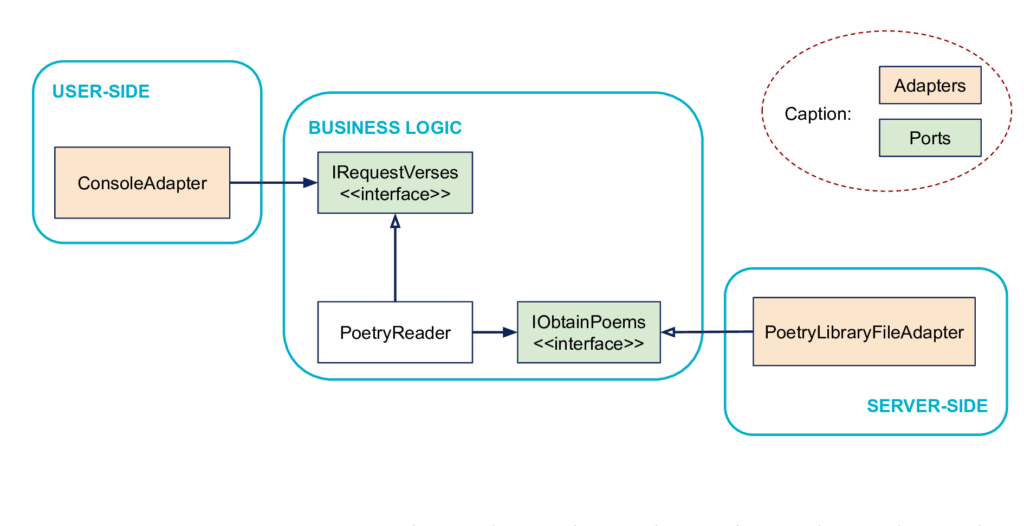 USER-SIDE
ConsoleAdapter
BUSINESS LOGIC
IRequestVerses
<<interface>>
PoetryReader
IObtainPoems
<<interface>>
Caption:
Adapters
Ports
PoetryLibraryFileAdapter
SERVER-SIDE